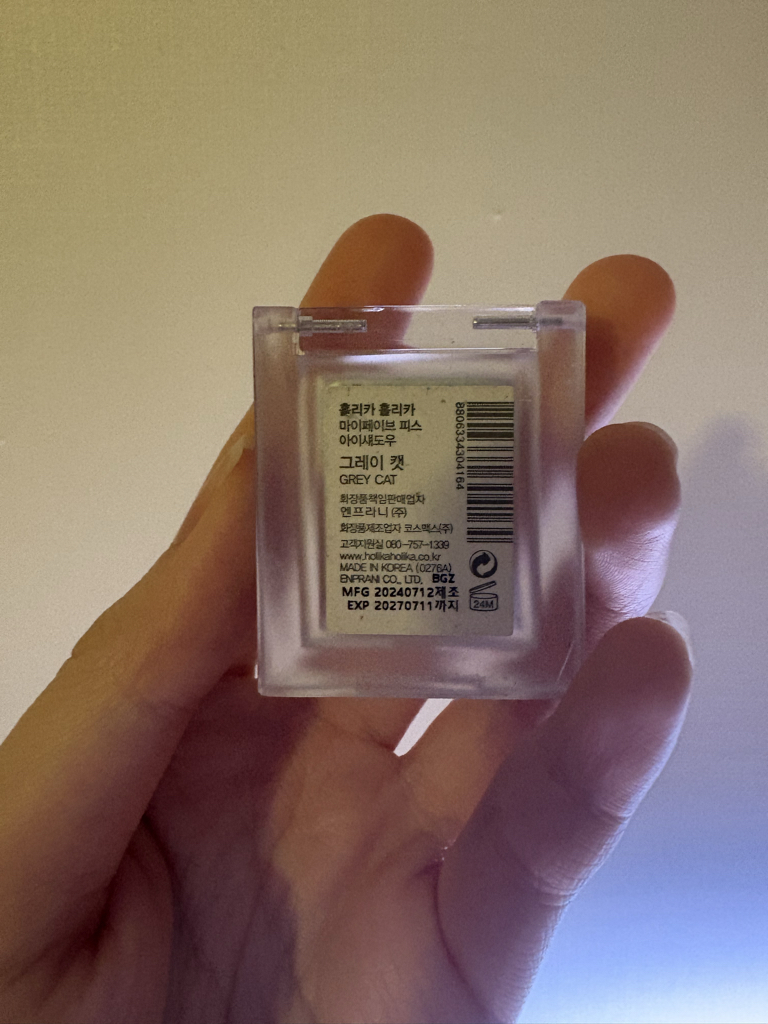 홀리카 홀리카
마이페이브 피스
아이섀도우
그레이 캣
GREY CAT
화장품책임판매업자
엔프라니 (주)
화장품제조업자 코스맥스(주)
고객지원실 080-757-1339
www.holikaholika.co.kr
MADE IN KOREA (0276A)
ENPRANI CO., LTD. BGZ
MFG 20240712제조
EXP 20270711까지
8806334304164
24M